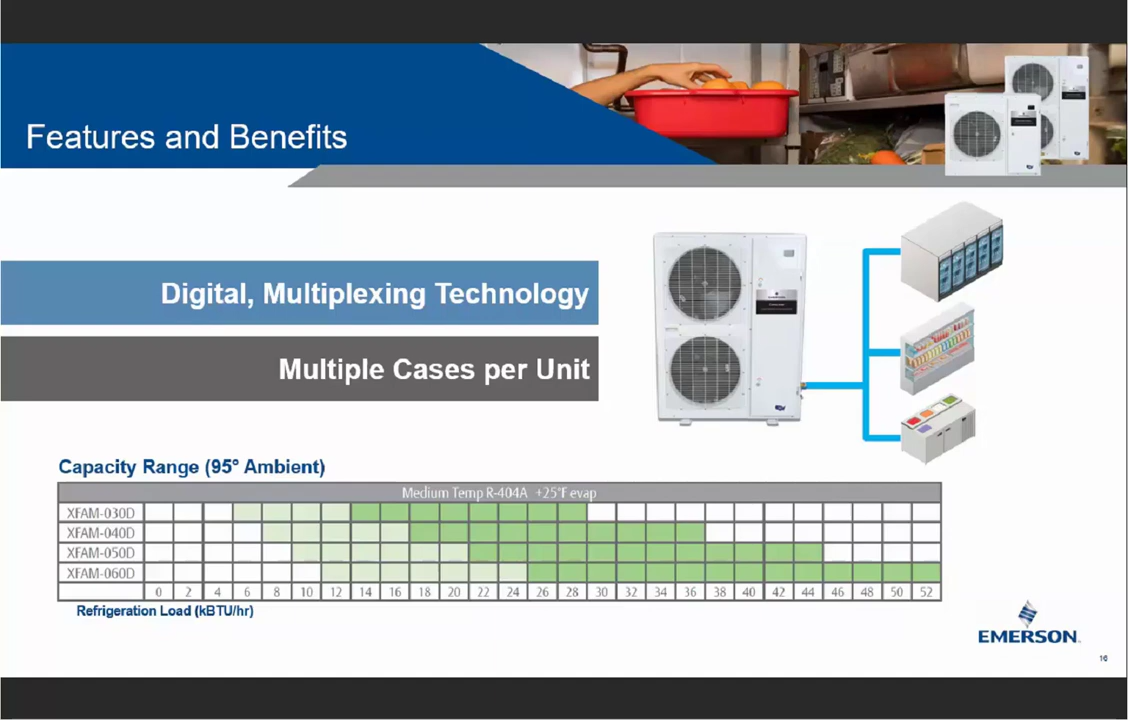 Features and Benefits
Digital, Multiplexing Technology
Multiple Cases per Unit
Capacity Range (95° Ambient)
Medium Temp R-404A +25°F evap
XFAM-030D
XFAM-040D
XFAM-050D
XFAM-060D
0 2 4 6 8 10 12 14 16 18 20 22 24 26 28 30 32 34 36 38 40 42 44 46 48 50 52
Refrigeration Load (kBTU/hr)
EMERSON
16